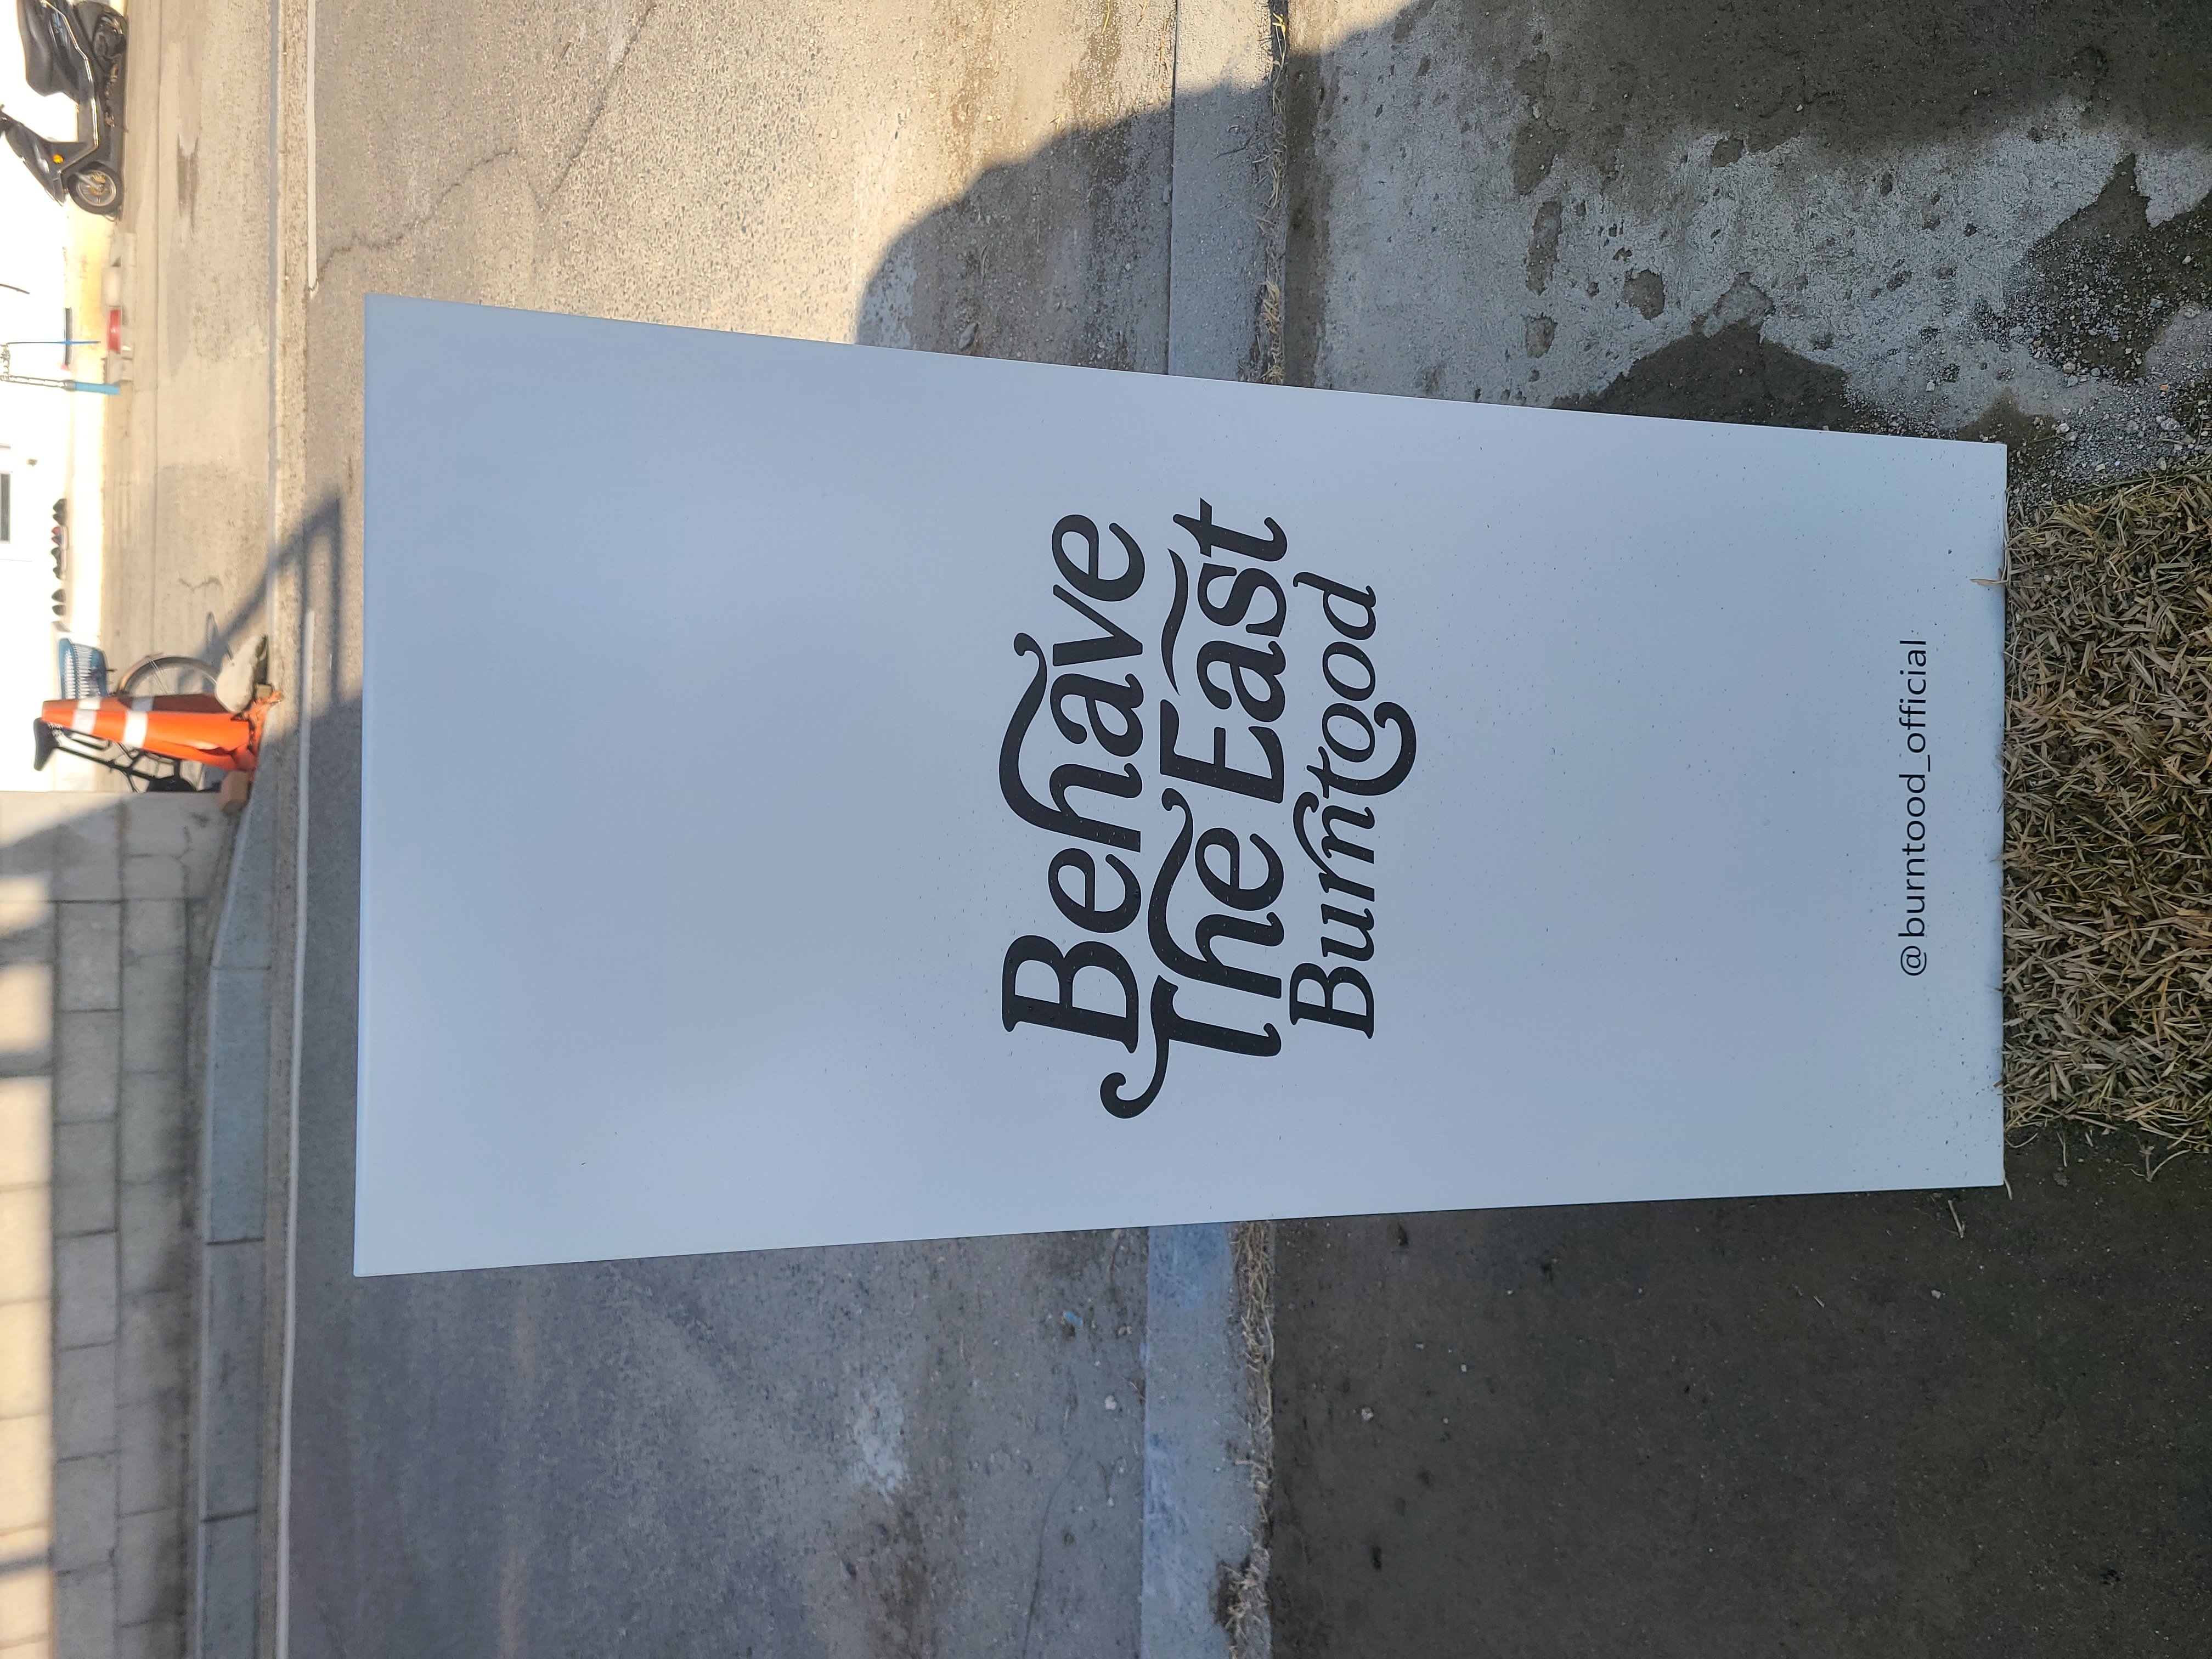 Behave
The East
Burntood
@burntood_official